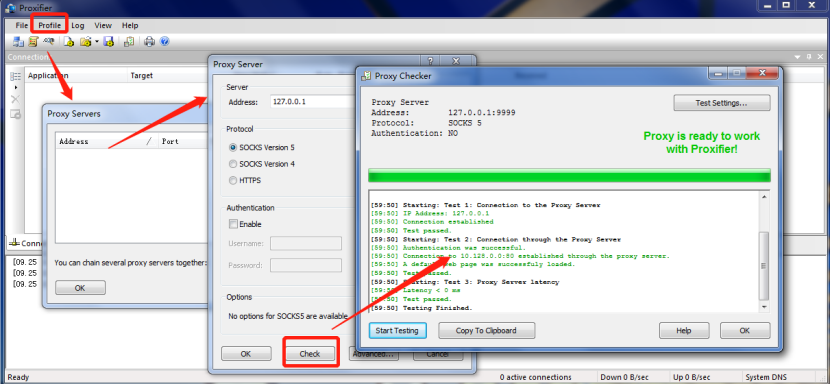 Proxifier
File Profile Log View Help
Connection
Application Target
Proxy Servers
Address / Port
You can chain several proxy servers together:
OK
Proxy Server
Server
Address: 127.0.0.1
Protocol
SOCKS Version 5
SOCKS Version 4
HTTPS
Authentication
Enable
Username:
Password:
Options
No options for SOCKS5 are available
OK Check Advanced... Cancel
Proxy Checker
Proxy Server
Address: 127.0.0.1:9999
Protocol: SOCKS 5
Authentication: NO
Test Settings...
Proxy is ready to work
with Proxifier!
[59:50] Starting: Test 1: Connection to the Proxy Server
[59:50] IP Address: 127.0.0.1
[59:50] Connection established
[59:50] Test passed.
[59:50] Starting: Test 2: Connection through the Proxy Server
[59:50] Authentication was successful.
[59:50] Connection to 10.128.0.0:80 established through the proxy server.
[59:50] A default web page was successfully loaded.
[59:50] Test passed.
[59:50] Starting: Test 3: Proxy Server latency
[59:50] Latency < 0 ms
[59:50] Test passed.
[59:50] Testing Finished.
Start Testing Copy To Clipboard Help OK
Conne
[09.25
[09.25
[09.25
Ready 0 active connections Down 0 B/sec Up 0 B/sec System DNS